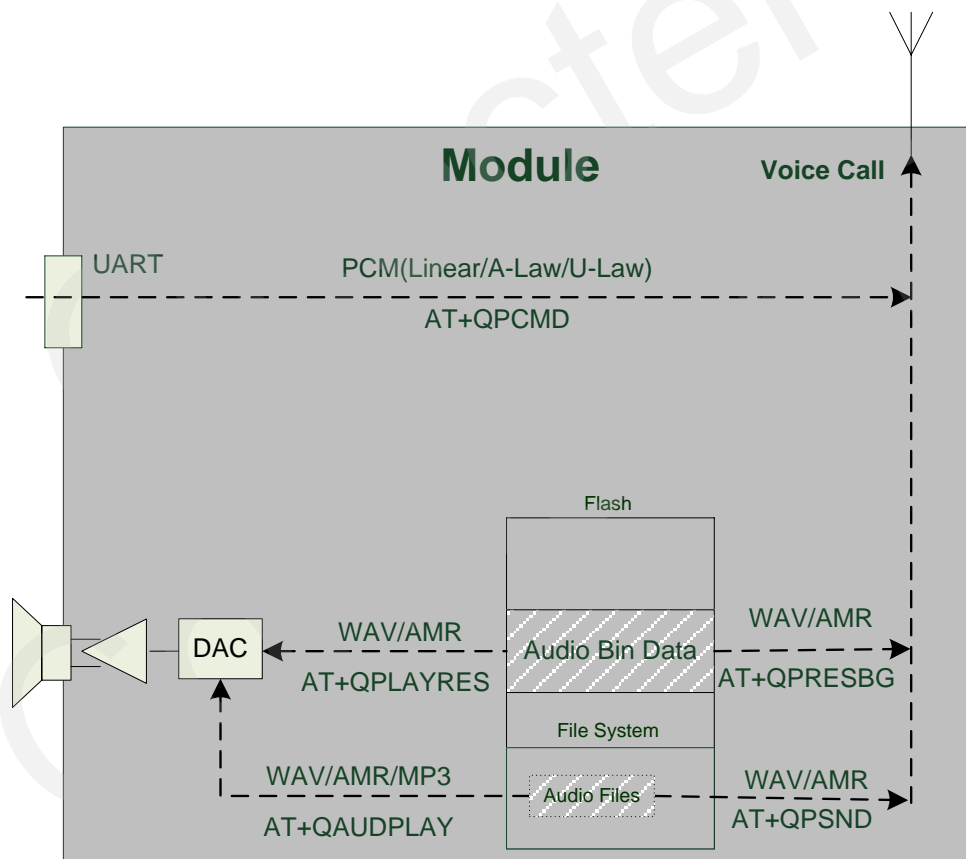 Module
Voice Call
UART
PCM(Linear/A-Law/U-Law)
AT+QPCMD
Flash
WAV/AMR
DAC
WAV/AMR
Audio Bin Data
AT+QPLAYRES
AT+QPRESBG
File System
WAV/AMR/MP3
WAV/AMR
Audio Files
AT+QAUDPLAY
AT+QPSND